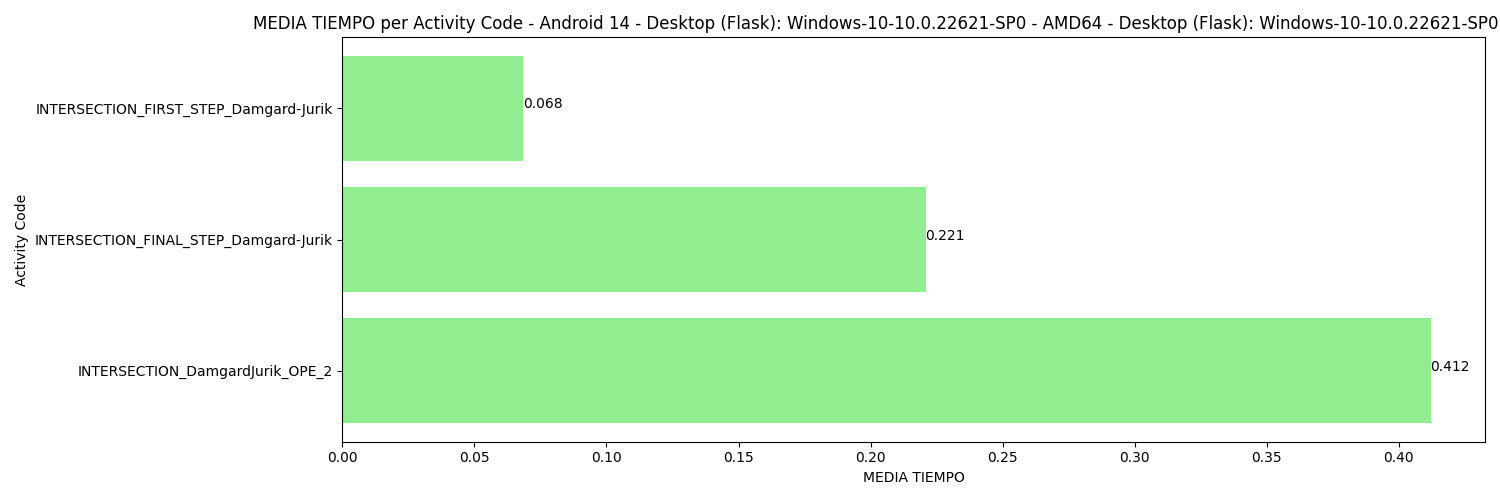 MEDIA TIEMPO per Activity Code - Android 14 - Desktop (Flask): Windows-10-10.0.22621-SP0 - AMD64 - Desktop (Flask): Windows-10-10.0.22621-SP0
INTERSECTION_FIRST_STEP_Damgard-Jurik
0.068
INTERSECTION_FINAL_STEP_Damgard-Jurik
0.221
INTERSECTION_DamgardJurik_OPE_2
0.412
Activity Code
0.00 0.05 0.10 0.15 0.20 0.25 0.30 0.35 0.40
MEDIA TIEMPO